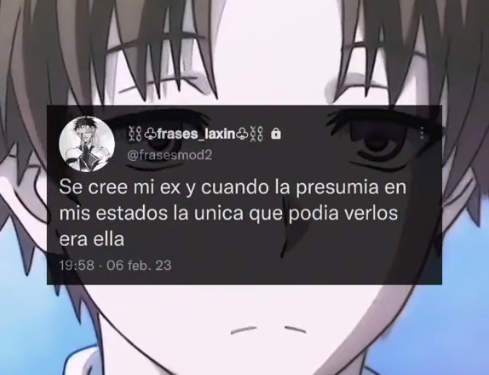 ⛓♧frases_laxin♧⛓ 🔒
@frasesmod2
Se cree mi ex y cuando la presumia en
mis estados la unica que podia verlos
era ella
19:58 · 06 feb. 23